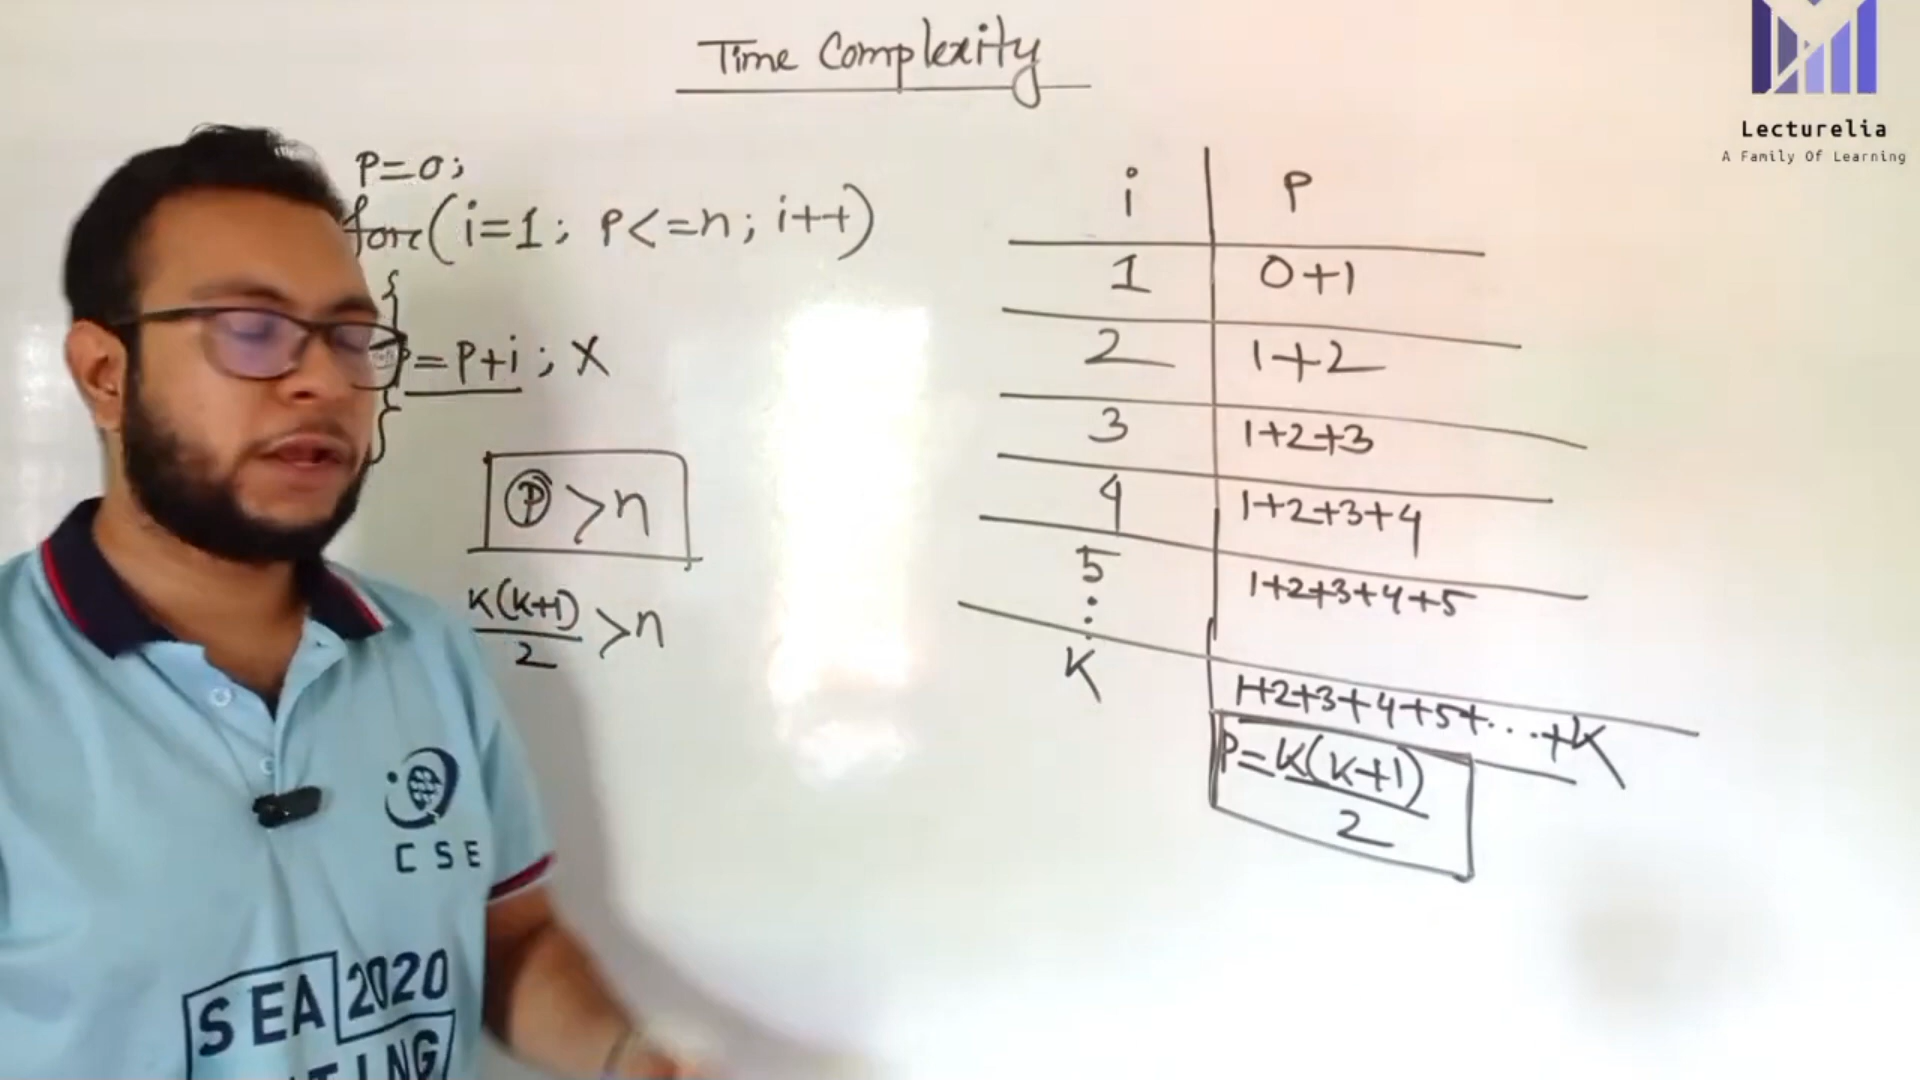 Time Complexity
P=0;
for(i=1; P<=n; i++)
{
P=P+i; X
}
P >n
K(K+1)
2
>n
i P
1 0+1
2 1+2
3 1+2+3
4 1+2+3+4
5 1+2+3+4+5
⋮
K 1+2+3+4+5+...+K
P=K(K+1)
2
Lecturelia
A Family Of Learning
CSE
SEA 2020